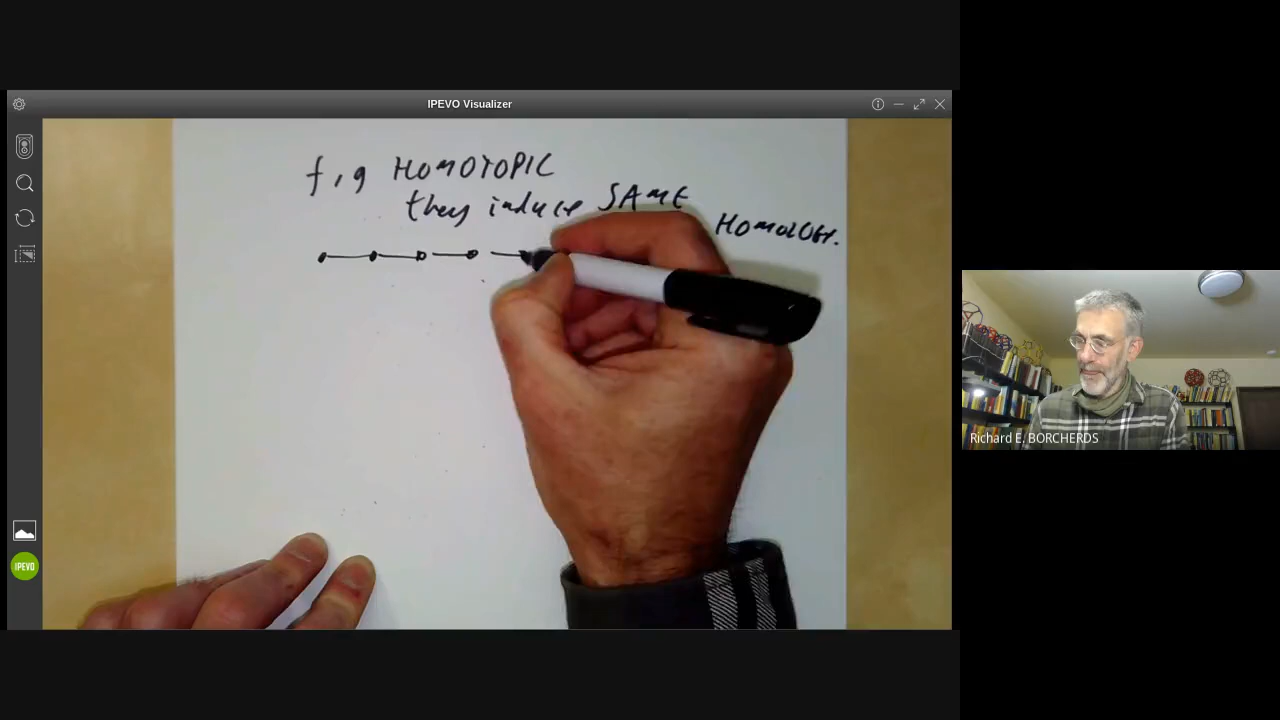 IPEVO Visualizer
f, g HOMOTOPIC
they induce SAME
HOMOLOGY.
IPEVO
Richard E. BORCHERDS